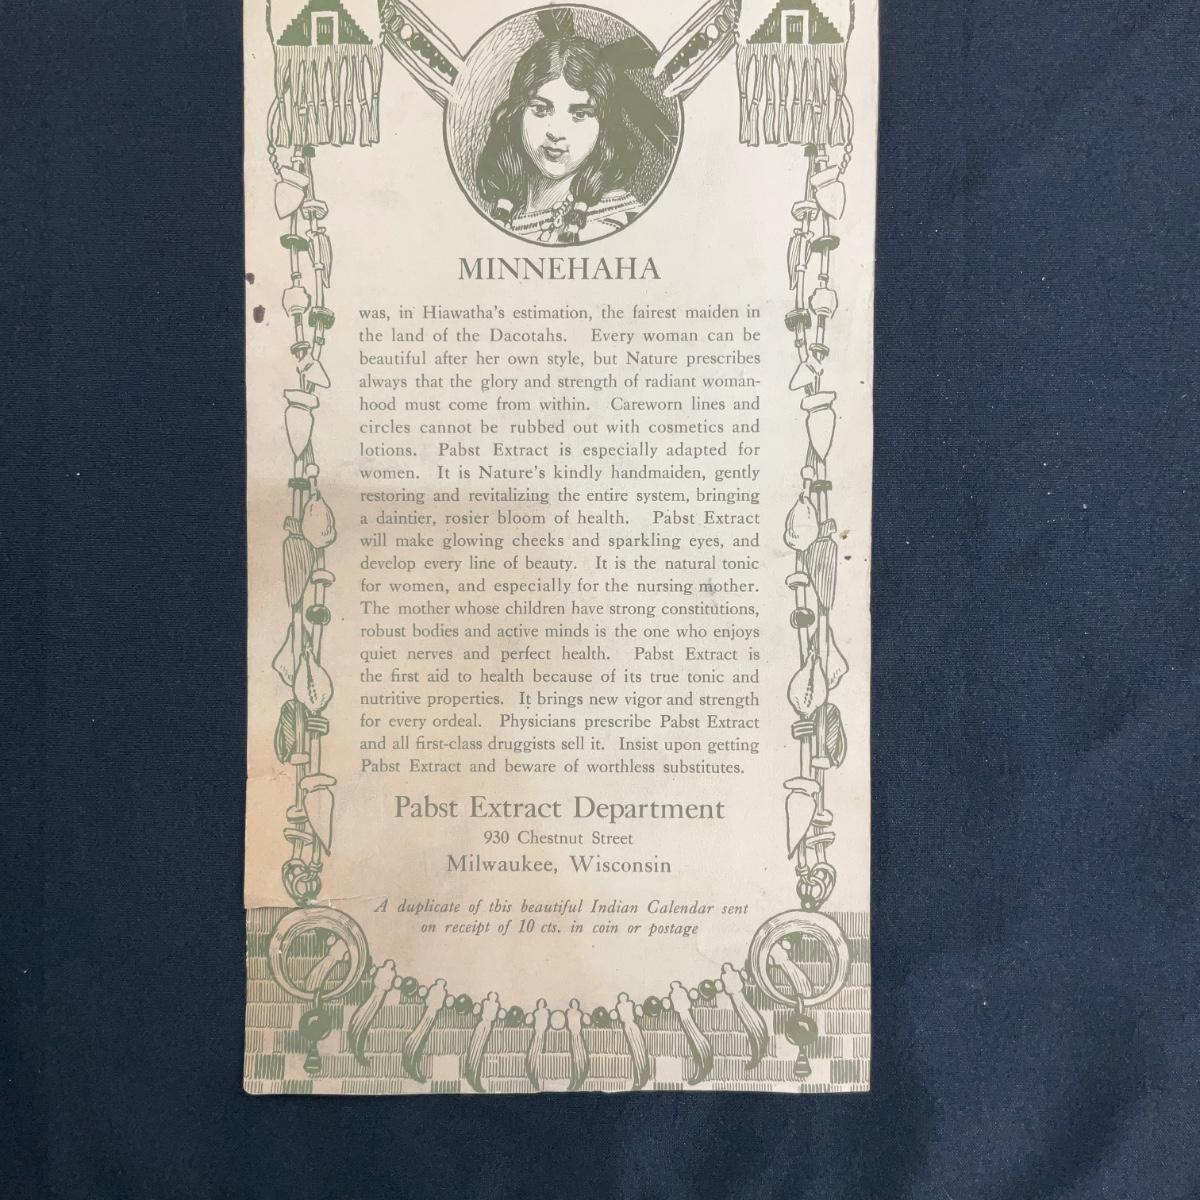 MINNEHAHA
was, in Hiawatha's estimation, the fairest maiden in
the land of the Dacotahs. Every woman can be
beautiful after her own style, but Nature prescribes
always that the glory and strength of radiant woman-
hood must come from within. Careworn lines and
circles cannot be rubbed out with cosmetics and
lotions. Pabst Extract is especially adapted for
women. It is Nature's kindly handmaiden, gently
restoring and revitalizing the entire system, bringing
a daintier, rosier bloom of health. Pabst Extract
will make glowing cheeks and sparkling eyes, and
develop every line of beauty. It is the natural tonic
for women, and especially for the nursing mother.
The mother whose children have strong constitutions,
robust bodies and active minds is the one who enjoys
quiet nerves and perfect health. Pabst Extract is
the first aid to health because of its true tonic and
nutritive properties. It brings new vigor and strength
for every ordeal. Physicians prescribe Pabst Extract
and all first-class druggists sell it. Insist upon getting
Pabst Extract and beware of worthless substitutes.
Pabst Extract Department
930 Chestnut Street
Milwaukee, Wisconsin
A duplicate of this beautiful Indian Calendar sent
on receipt of 10 cts. in coin or postage